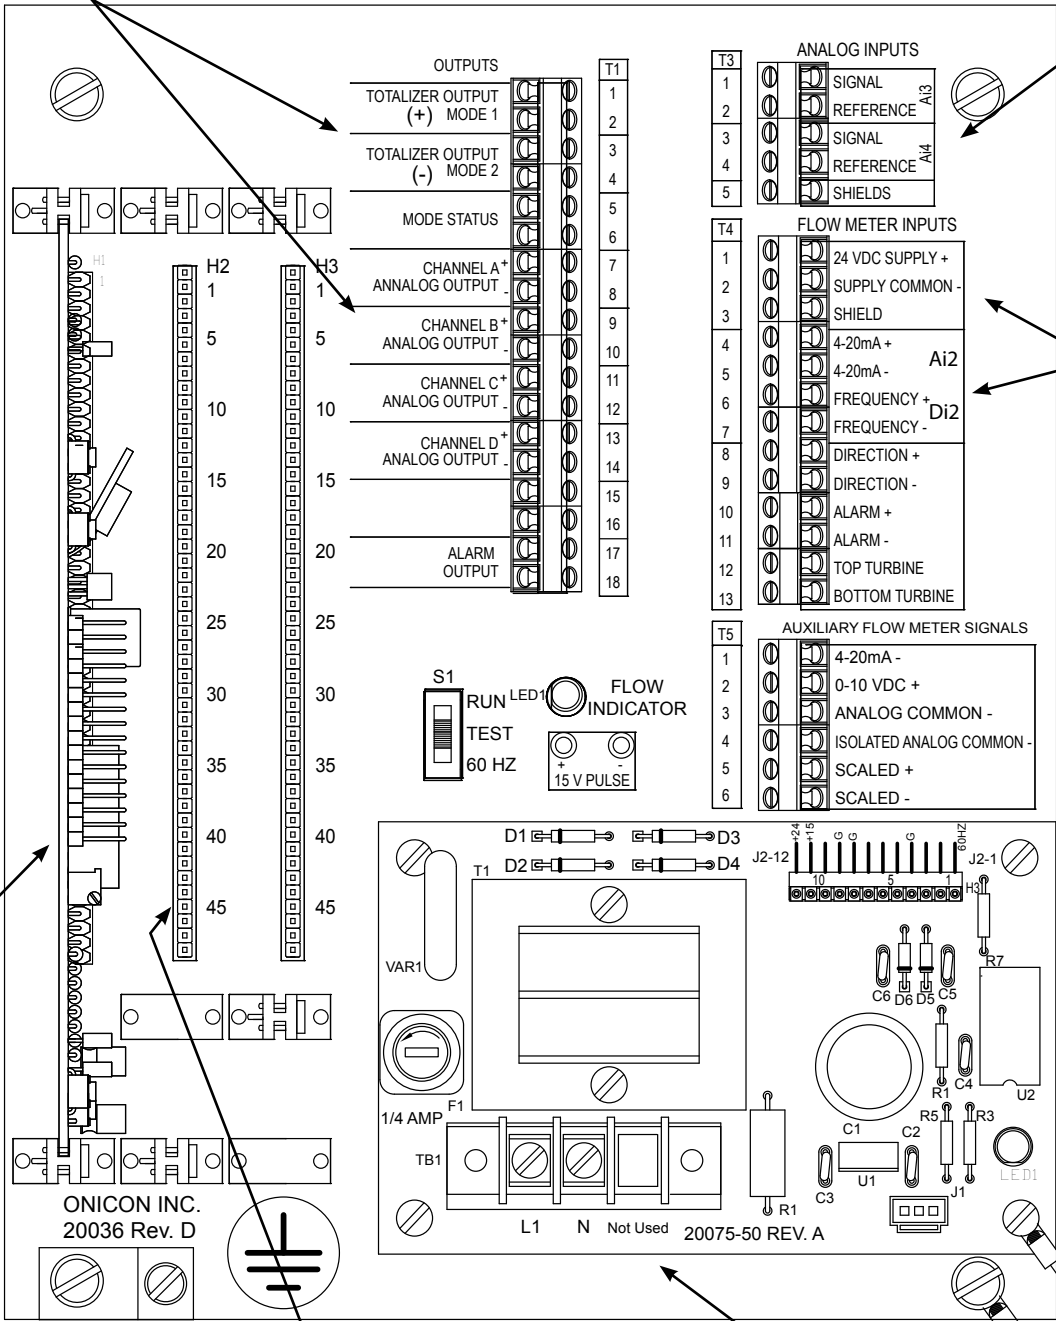 OUTPUTS
T1
TOTALIZER OUTPUT
(+) MODE 1
1
2
TOTALIZER OUTPUT
(-) MODE 2
3
4
MODE STATUS
5
6
CHANNEL A +
ANNALOG OUTPUT -
7
8
CHANNEL B +
ANALOG OUTPUT -
9
10
CHANNEL C +
ANALOG OUTPUT -
11
12
CHANNEL D +
ANALOG OUTPUT -
13
14
15
16
ALARM
OUTPUT
17
18
ANALOG INPUTS
T3
1 SIGNAL
2 REFERENCE
Ai3
3 SIGNAL
4 REFERENCE
Ai4
5 SHIELDS
FLOW METER INPUTS
T4
1 24 VDC SUPPLY +
2 SUPPLY COMMON -
3 SHIELD
4 4-20mA +
5 4-20mA -
Ai2
6 FREQUENCY +
7 FREQUENCY -
Di2
8 DIRECTION +
9 DIRECTION -
10 ALARM +
11 ALARM -
12 TOP TURBINE
13 BOTTOM TURBINE
AUXILIARY FLOW METER SIGNALS
T5
1 4-20mA -
2 0-10 VDC +
3 ANALOG COMMON -
4 ISOLATED ANALOG COMMON -
5 SCALED +
6 SCALED -
H1
1
H2
1
5
10
15
20
25
30
35
40
45
H3
1
5
10
15
20
25
30
35
40
45
S1
RUN
TEST
60 HZ
LED1
FLOW
INDICATOR
+ -
15 V PULSE
D1
D3
D2
D4
T1
VAR1
F1
1/4 AMP
TB1
L1 N Not Used
20075-50 REV. A
+24
+15
G
G
G
60HZ
J2-12
J2-1
10 5 1
H3
R7
C6
D6
D5
C5
R1
C4
U2
C1
R5
R3
C2
C3
U1
J1
LED1
R1
ONICON INC.
20036 Rev. D